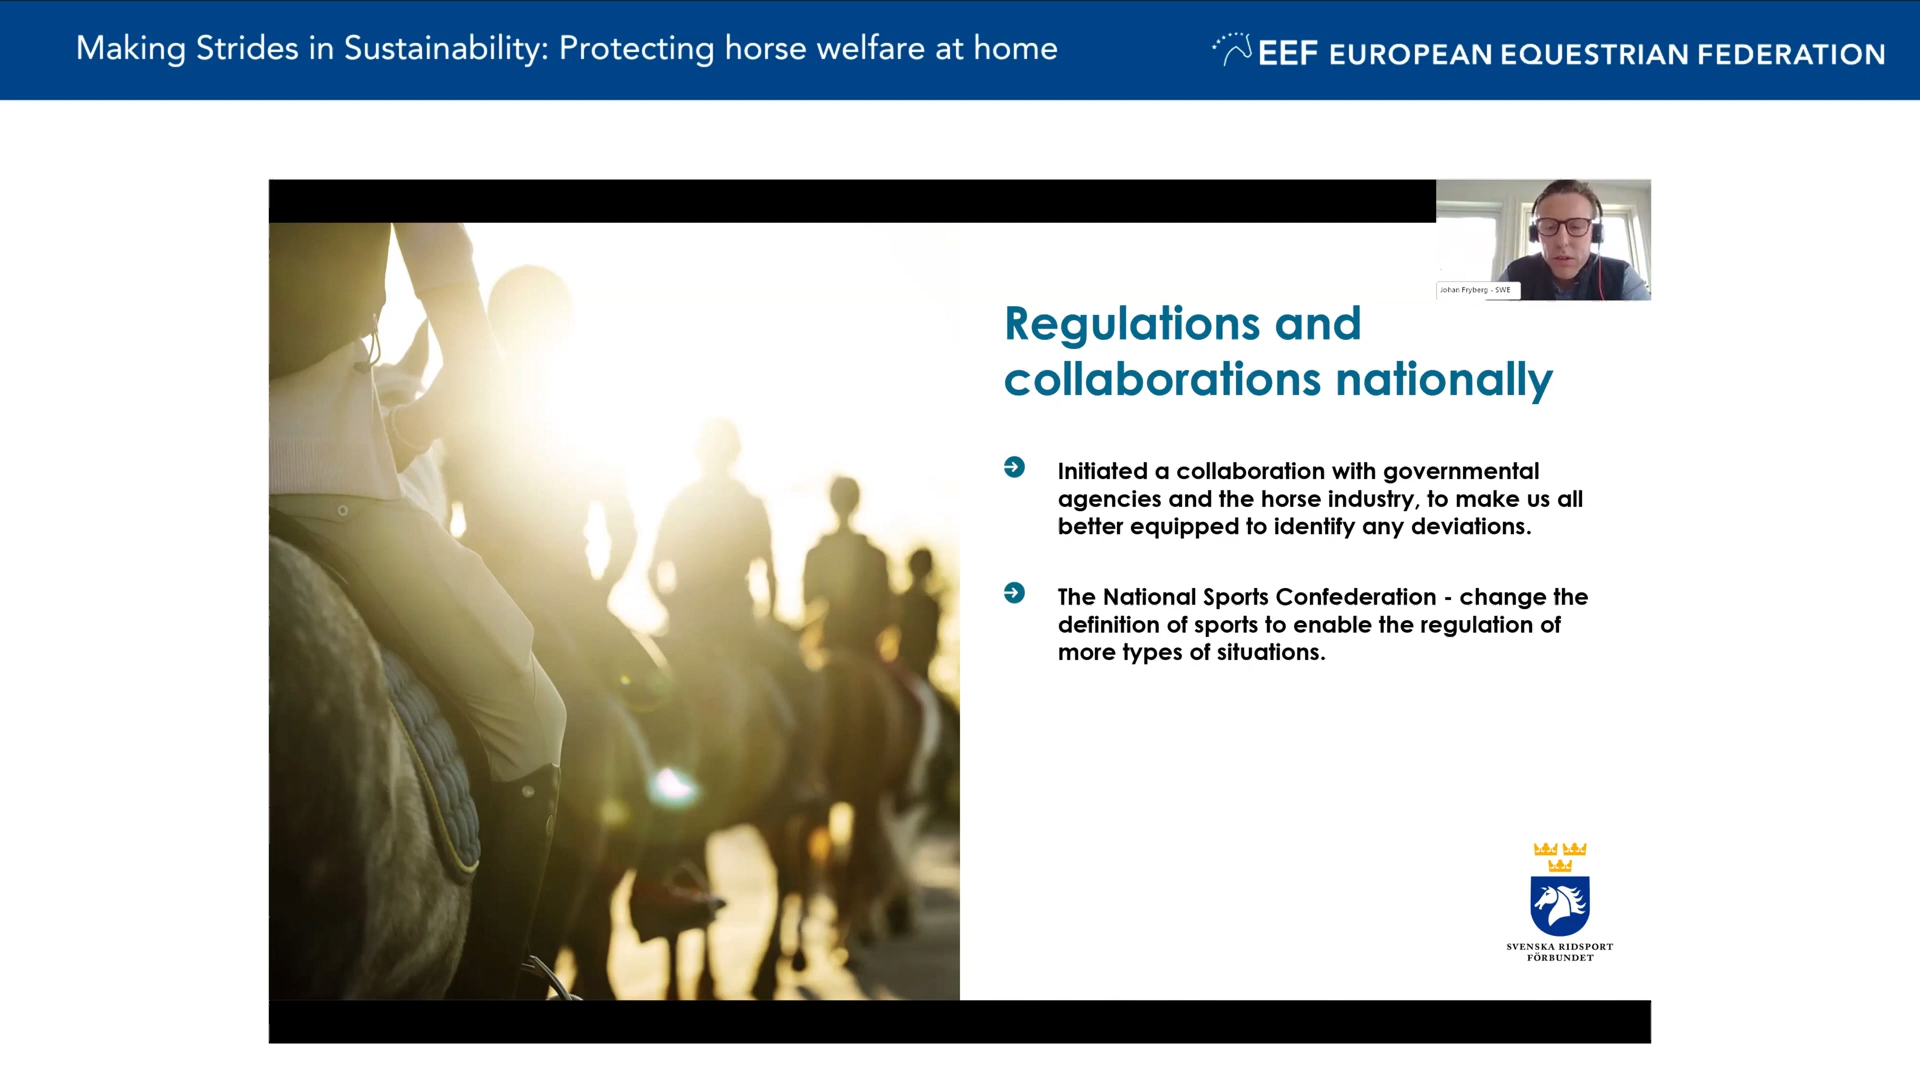 Making Strides in Sustainability: Protecting horse welfare at home
EEF EUROPEAN EQUESTRIAN FEDERATION
Johan Fryberg - SWE
Regulations and
collaborations nationally
Initiated a collaboration with governmental
agencies and the horse industry, to make us all
better equipped to identify any deviations.
The National Sports Confederation - change the
definition of sports to enable the regulation of
more types of situations.
SVENSKA RIDSPORT
FÖRBUNDET